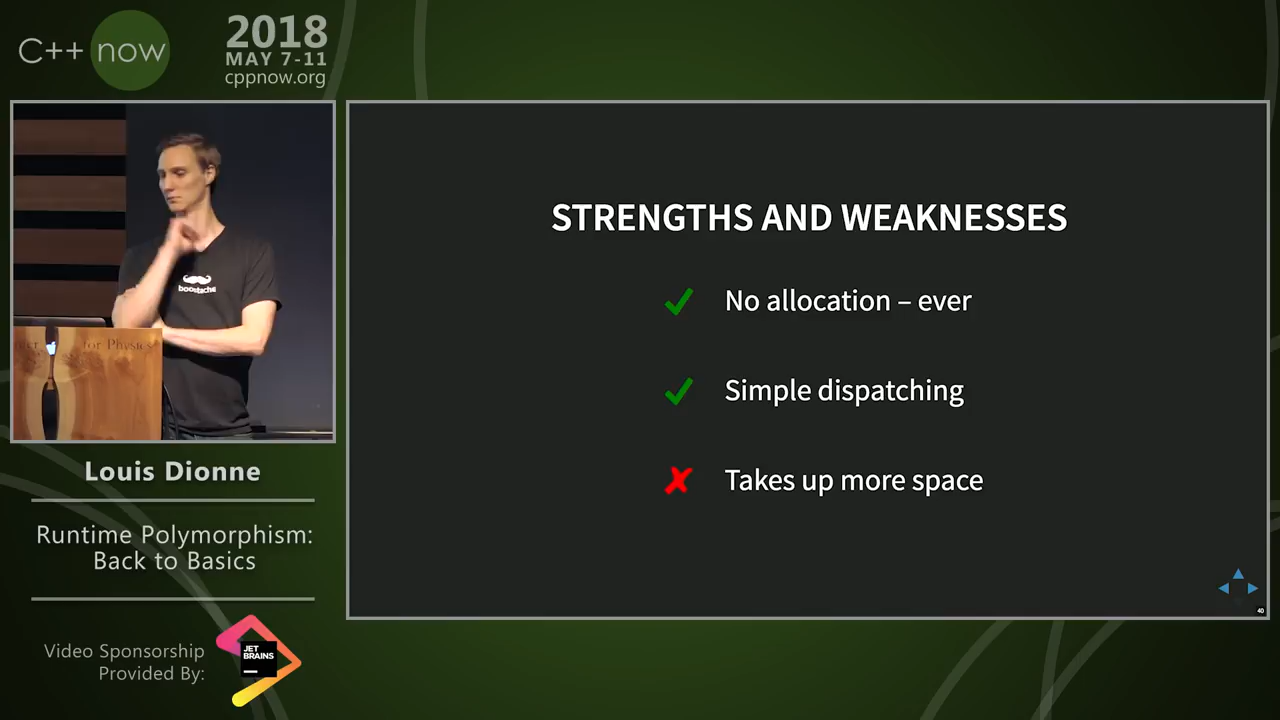 C++ now
2018
MAY 7-11
cppnow.org
boostache
for Physics
STRENGTHS AND WEAKNESSES
✓ No allocation – ever
✓ Simple dispatching
✗ Takes up more space
40
Louis Dionne
Runtime Polymorphism:
Back to Basics
Video Sponsorship
Provided By:
JET
BRAINS